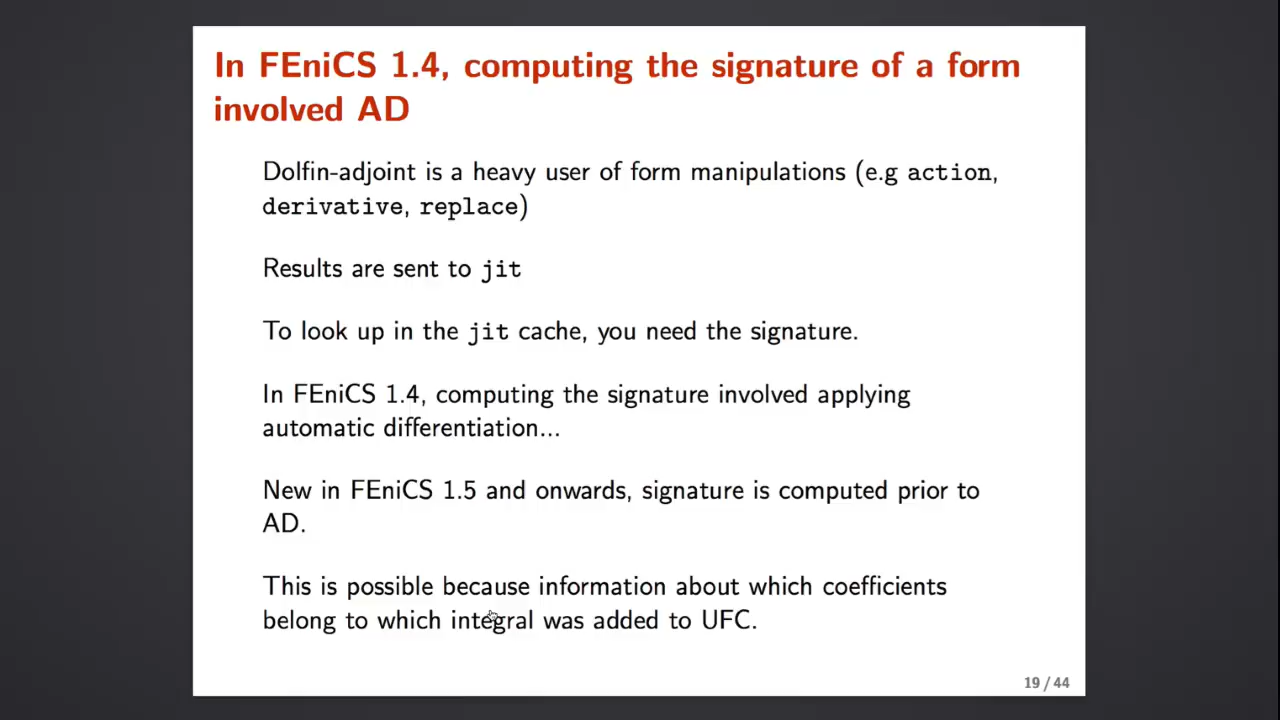 In FEniCS 1.4, computing the signature of a form
involved AD
Dolfin-adjoint is a heavy user of form manipulations (e.g action,
derivative, replace)
Results are sent to jit
To look up in the jit cache, you need the signature.
In FEniCS 1.4, computing the signature involved applying
automatic differentiation...
New in FEniCS 1.5 and onwards, signature is computed prior to
AD.
This is possible because information about which coefficients
belong to which integral was added to UFC.
19 / 44